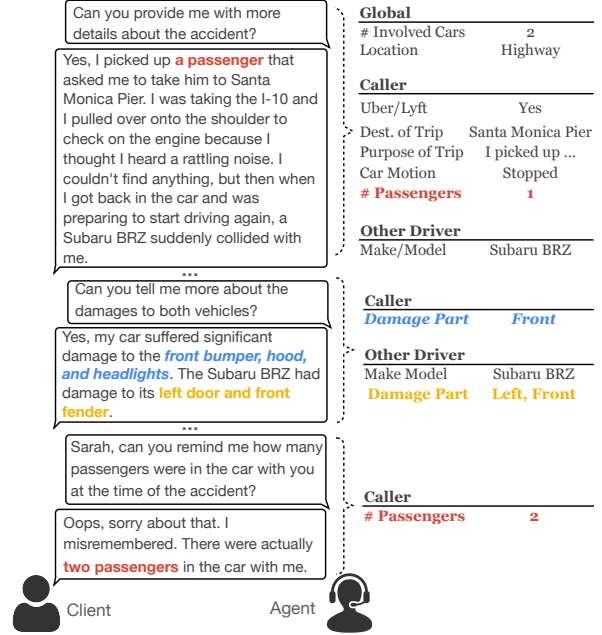 Can you provide me with more
details about the accident?
Yes, I picked up a passenger that
asked me to take him to Santa
Monica Pier. I was taking the I-10 and
I pulled over onto the shoulder to
check on the engine because I
thought I heard a rattling noise. I
couldn't find anything, but then when
I got back in the car and was
preparing to start driving again, a
Subaru BRZ suddenly collided with
me.
...
Can you tell me more about the
damages to both vehicles?
Yes, my car suffered significant
damage to the front bumper, hood,
and headlights. The Subaru BRZ had
damage to its left door and front
fender.
...
Sarah, can you remind me how many
passengers were in the car with you
at the time of the accident?
Oops, sorry about that. I
misremembered. There were actually
two passengers in the car with me.
Client
Agent
Global
# Involved Cars 2
Location Highway
Caller
Uber/Lyft Yes
Dest. of Trip Santa Monica Pier
Purpose of Trip I picked up ...
Car Motion Stopped
# Passengers 1
Other Driver
Make/Model Subaru BRZ
Caller
Damage Part Front
Other Driver
Make Model Subaru BRZ
Damage Part Left, Front
Caller
# Passengers 2